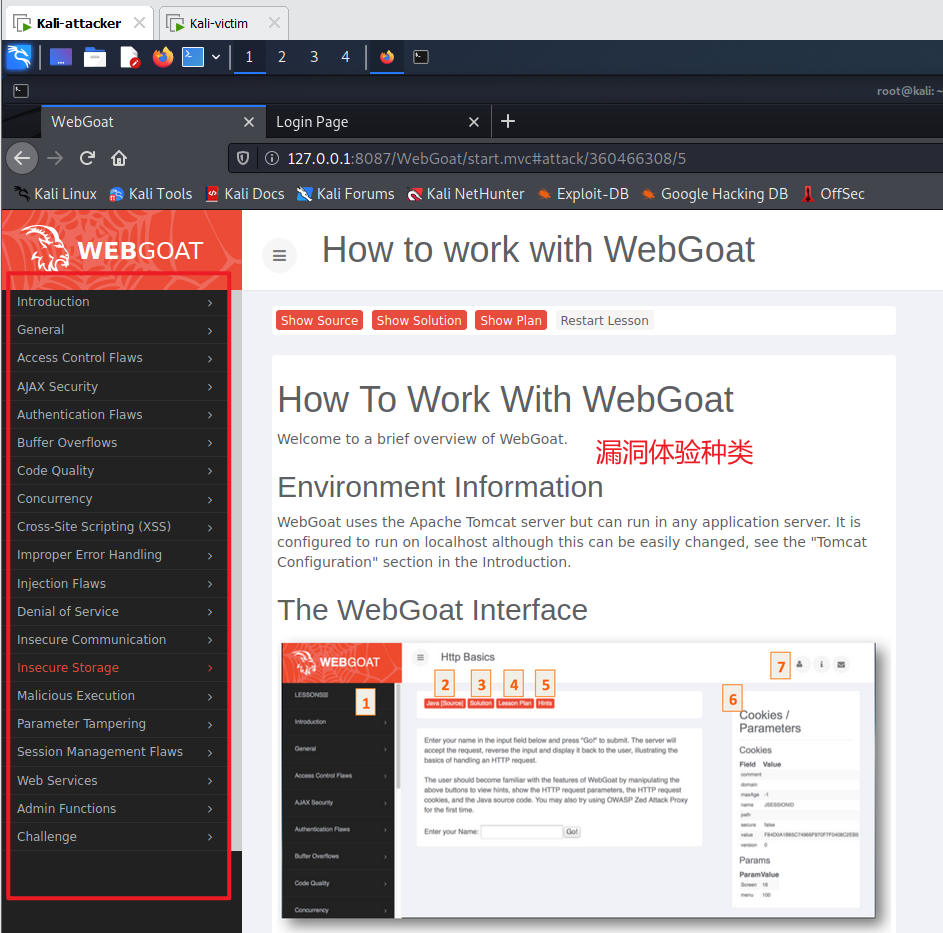 Kali-attacker
Kali-victim
1 2 3 4
root@kali: ~
WebGoat
Login Page
127.0.0.1:8087/WebGoat/start.mvc#attack/360466308/5
Kali Linux Kali Tools Kali Docs Kali Forums Kali NetHunter Exploit-DB Google Hacking DB OffSec
WEBGOAT
How to work with WebGoat
Introduction
General
Access Control Flaws
AJAX Security
Authentication Flaws
Buffer Overflows
Code Quality
Concurrency
Cross-Site Scripting (XSS)
Improper Error Handling
Injection Flaws
Denial of Service
Insecure Communication
Insecure Storage
Malicious Execution
Parameter Tampering
Session Management Flaws
Web Services
Admin Functions
Challenge
Show Source Show Solution Show Plan Restart Lesson
How To Work With WebGoat
Welcome to a brief overview of WebGoat.
漏洞体验种类
Environment Information
WebGoat uses the Apache Tomcat server but can run in any application server. It is
configured to run on localhost although this can be easily changed, see the "Tomcat
Configuration" section in the Introduction.
The WebGoat Interface
WEBGOAT
Http Basics
1
2 3 4 5
6
7
LESSONS
Introduction
General
Access Control Flaws
AJAX Security
Authentication Flaws
Buffer Overflows
Code Quality
Concurrency
Java [Source] Solution Lesson Plan Hints
Enter your name in the input field below and press "Go!" to submit. The server will
accept the request, reverse the input and display it back to the user, illustrating the
basics of handling an HTTP request.
The user should become familiar with the features of WebGoat by manipulating the
above buttons to view hints, show the HTTP request parameters, the HTTP request
cookies, and the Java source code. You may also try using OWASP Zed Attack Proxy
for the first time.
Enter your Name: Go!
Cookies /
Parameters
Cookies
Field Value
comment
domain
maxAge -1
name JSESSIONID
path
secure false
value
version 0
Params
Param Value
Screen 16
menu 100